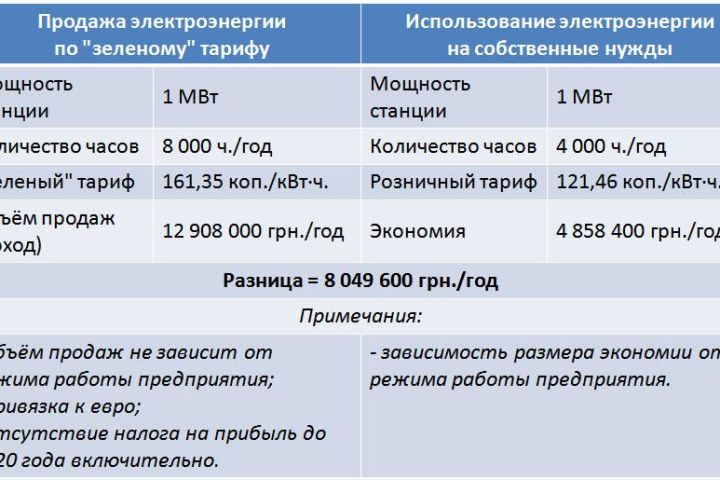 Продажа электроэнергии
по "зеленому" тарифу
Использование электроэнергии
на собственные нужды
ощность
анции
1 МВт
Мощность
станции
1 МВт
личество часов
8 000 ч./год
Количество часов
4 000 ч./год
еленый" тариф
161,35 коп./кВт·ч.
Розничный тариф
121,46 коп./кВт·ч.
ъём продаж
оход)
12 908 000 грн./год
Экономия
4 858 400 грн./год
Разница = 8 049 600 грн./год
Примечания:
бъём продаж не зависит от
жима работы предприятия;
ривязка к евро;
тсутствие налога на прибыль до
20 года включительно.
- зависимость размера экономии от
режима работы предприятия.